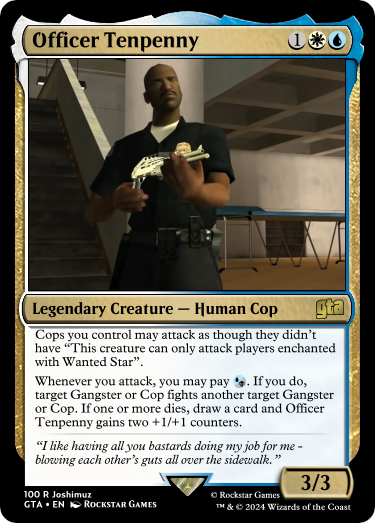 Officer Tenpenny 1
Legendary Creature — Human Cop gta
Cops you control may attack as though they didn’t
have “This creature can only attack players enchanted
with Wanted Star”.
Whenever you attack, you may pay . If you do,
target Gangster or Cop fights another target Gangster
or Cop. If one or more dies, draw a card and Officer
Tenpenny gains two +1/+1 counters.
“I like having all you bastards doing my job for me -
blowing each other’s guts all over the sidewalk.”
3/3
100 R Joshimuz
GTA • EN Rockstar Games
© Rockstar Games
™ & © 2024 Wizards of the Coast